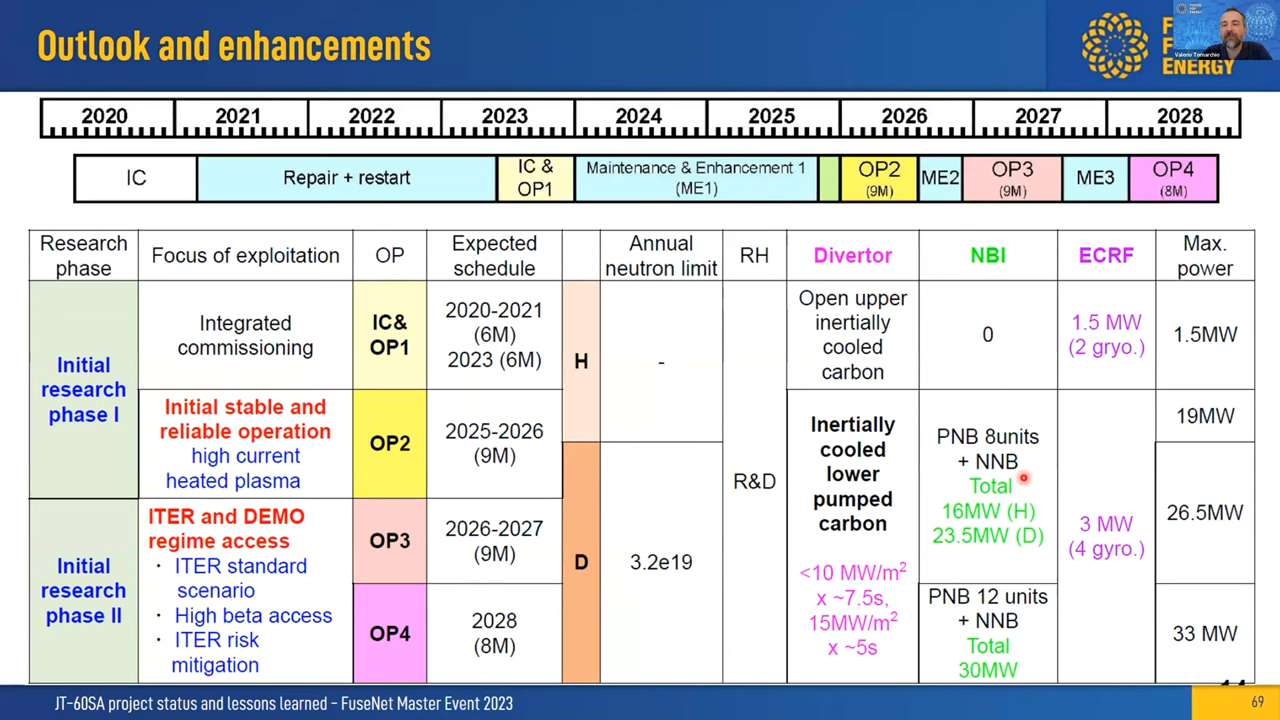 Outlook and enhancements
ENERGY
Valerio Tomarchio
2020 2021 2022 2023 2024 2025 2026 2027 2028
IC
Repair + restart
IC &
OP1
Maintenance & Enhancement 1
(ME1)
OP2
(9M)
ME2
OP3
(9M)
ME3
OP4
(8M)
Research
phase
Focus of exploitation
OP
Expected
schedule
Annual
neutron limit
RH
Divertor
NBI
ECRF
Max.
power
Initial
research
phase I
Integrated
commissioning
IC&
OP1
2020-2021
(6M)
2023 (6M)
H
-
R&D
Open upper
inertially
cooled
carbon
0
1.5 MW
(2 gryo.)
1.5MW
Initial stable and
reliable operation
high current
heated plasma
OP2
2025-2026
(9M)
Inertially
cooled
lower
pumped
carbon
<10 MW/m²
x ~7.5s,
15MW/m²
x ~5s
PNB 8units
+ NNB
Total
16MW (H)
23.5MW (D)
3 MW
(4 gyro.)
19MW
Initial
research
phase II
ITER and DEMO
regime access
· ITER standard
scenario
· High beta access
· ITER risk
mitigation
OP3
2026-2027
(9M)
D
3.2e19
26.5MW
OP4
2028
(8M)
PNB 12 units
+ NNB
Total
30MW
33 MW
JT-60SA project status and lessons learned – FuseNet Master Event 2023
69